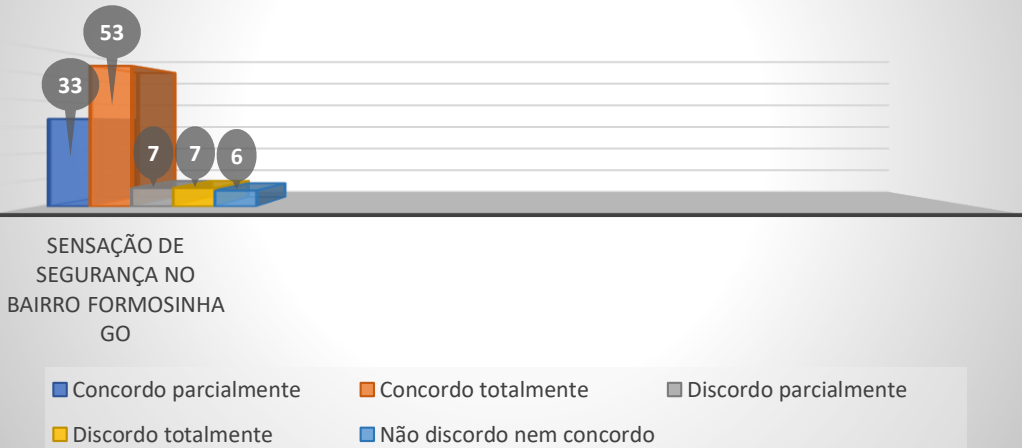 53
33
7
7
6
SENSAÇÃO DE
SEGURANÇA NO
BAIRRO FORMOSINHA
GO
Concordo parcialmente
Concordo totalmente
Discordo parcialmente
Discordo totalmente
Não discordo nem concordo